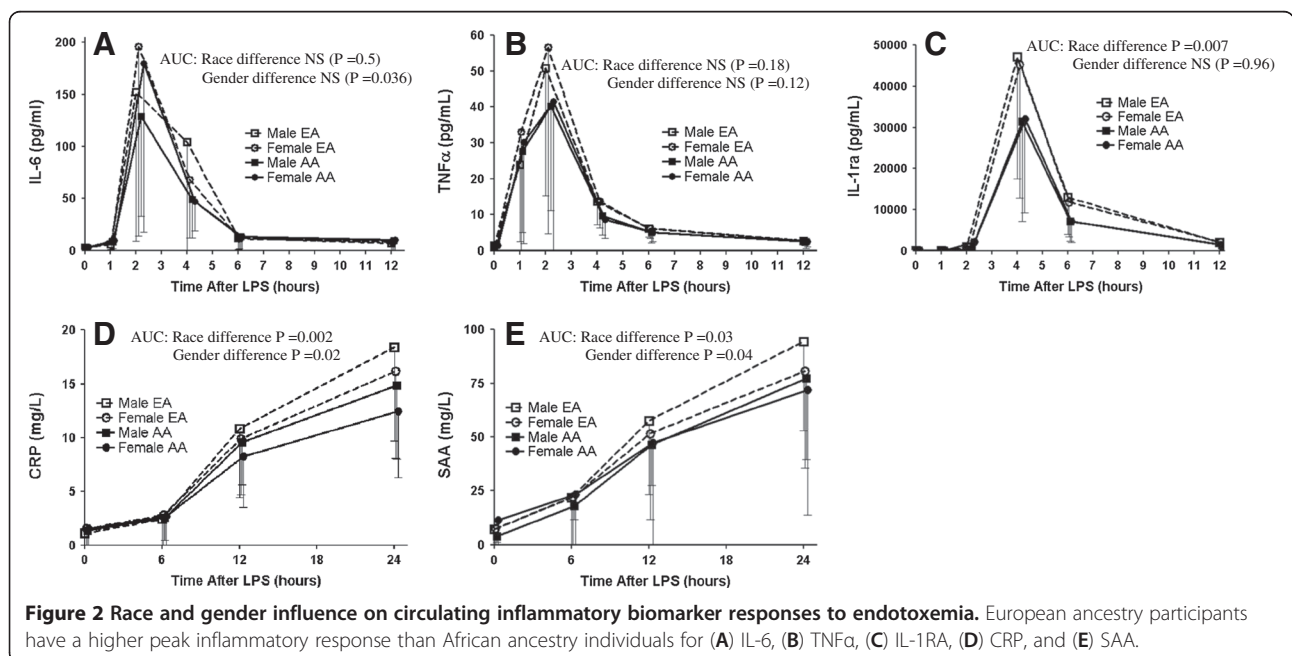 A
AUC: Race difference NS (P =0.5)
Gender difference NS (P =0.036)
IL-6 (pg/ml)
200
150
100
50
0
Male EA
Female EA
Male AA
Female AA
0 1 2 3 4 5 6 7 8 9 10 11 12
Time After LPS (hours)
B
AUC: Race difference NS (P =0.18)
Gender difference NS (P =0.12)
TNFα (pg/mL)
60
50
40
30
20
10
0
Male EA
Female EA
Male AA
Female AA
0 1 2 3 4 5 6 7 8 9 10 11 12
Time After LPS (hours)
C
AUC: Race difference P =0.007
Gender difference NS (P =0.96)
IL-1ra (pg/mL)
50000
40000
30000
20000
10000
0
Male EA
Female EA
Male AA
Female AA
0 1 2 3 4 5 6 7 8 9 10 11 12
Time After LPS (hours)
D
AUC: Race difference P =0.002
Gender difference P =0.02
CRP (mg/L)
20
15
10
5
0
Male EA
Female EA
Male AA
Female AA
0 6 12 18 24
Time After LPS (hours)
E
AUC: Race difference P =0.03
Gender difference P =0.04
SAA (mg/L)
100
75
50
25
0
Male EA
Female EA
Male AA
Female AA
0 6 12 18 24
Time After LPS (hours)
Figure 2 Race and gender influence on circulating inflammatory biomarker responses to endotoxemia. European ancestry participants
have a higher peak inflammatory response than African ancestry individuals for (A) IL-6, (B) TNFα, (C) IL-1RA, (D) CRP, and (E) SAA.